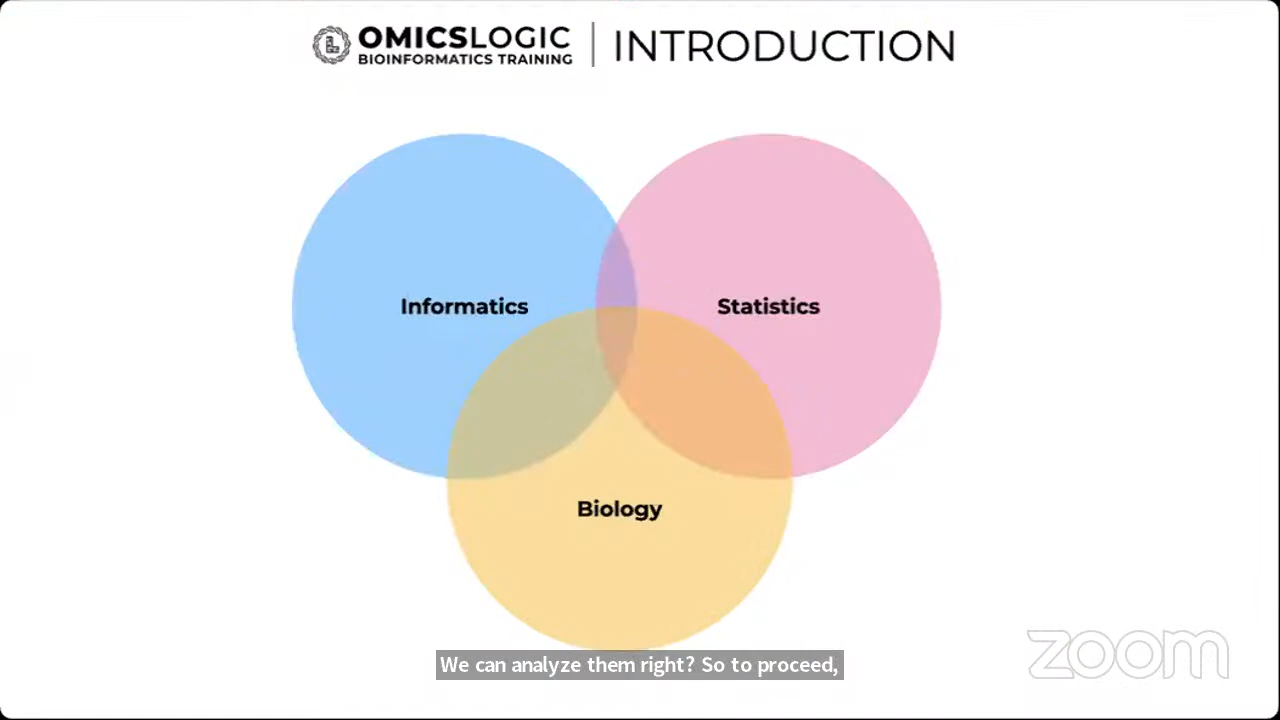 OMICSLOGIC
BIOINFORMATICS TRAINING
INTRODUCTION
Informatics
Statistics
Biology
We can analyze them right? So to proceed,
zoom